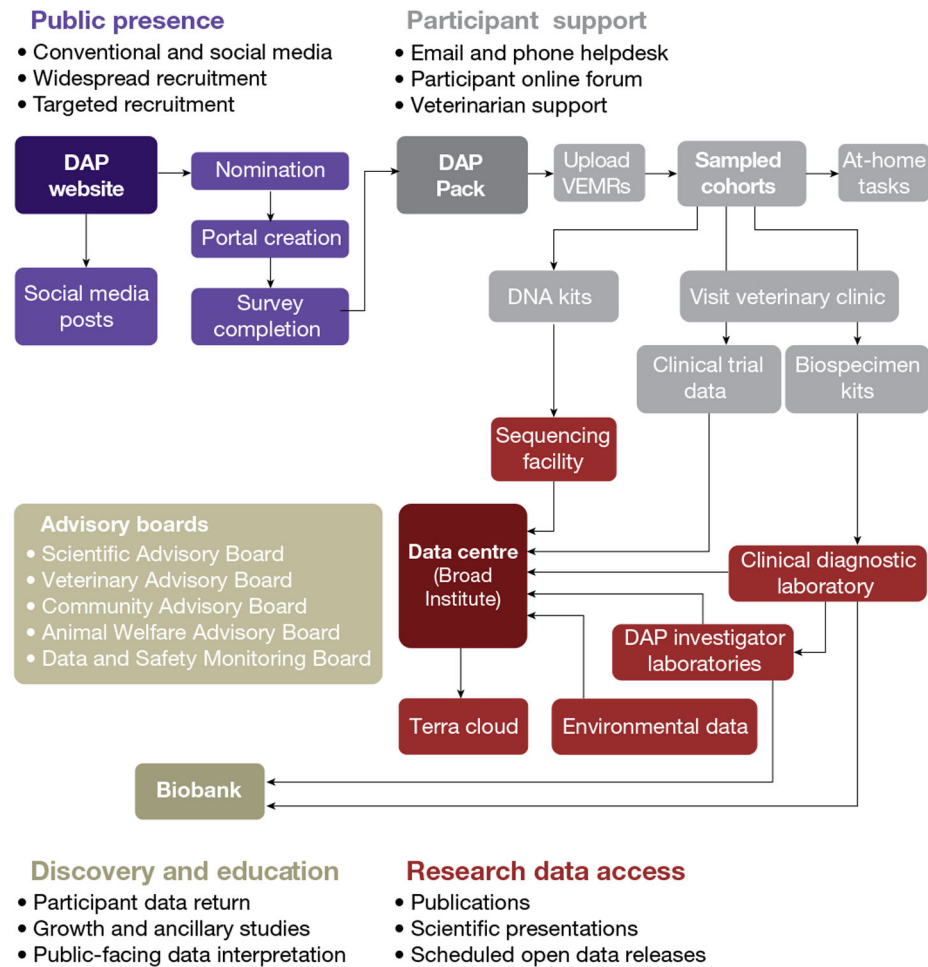 Public presence
• Conventional and social media
• Widespread recruitment
• Targeted recruitment
Participant support
• Email and phone helpdesk
• Participant online forum
• Veterinarian support
DAP
website
Nomination
Portal creation
Survey
completion
Social media
posts
DAP
Pack
Upload
VEMRs
Sampled
cohorts
At-home
tasks
DNA kits
Visit veterinary clinic
Clinical trial
data
Biospecimen
kits
Sequencing
facility
Advisory boards
• Scientific Advisory Board
• Veterinary Advisory Board
• Community Advisory Board
• Animal Welfare Advisory Board
• Data and Safety Monitoring Board
Data centre
(Broad
Institute)
Clinical diagnostic
laboratory
DAP investigator
laboratories
Terra cloud
Environmental data
Biobank
Discovery and education
• Participant data return
• Growth and ancillary studies
• Public-facing data interpretation
Research data access
• Publications
• Scientific presentations
• Scheduled open data releases